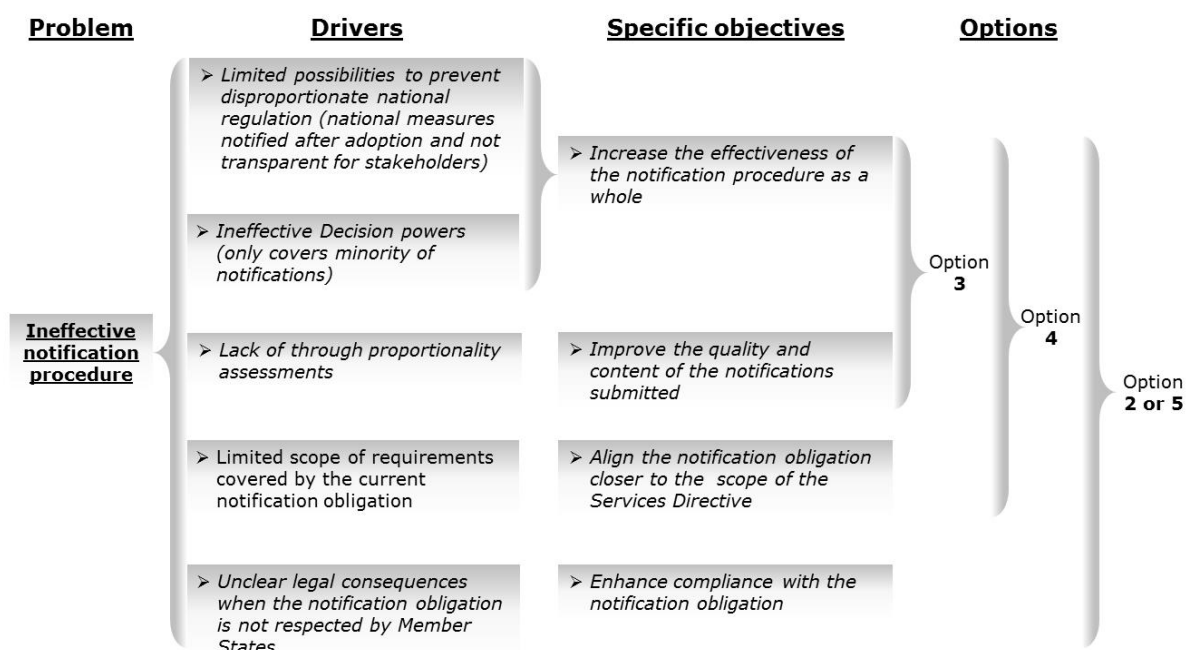 Problem
Drivers
Specific objectives
Options
Ineffective
notification
procedure
➢ Limited possibilities to prevent
disproportionate national
regulation (national measures
notified after adoption and not
transparent for stakeholders)
➢ Ineffective Decision powers
(only covers minority of
notifications)
➢ Lack of through proportionality
assessments
➢ Limited scope of requirements
covered by the current
notification obligation
➢ Unclear legal consequences
when the notification obligation
is not respected by Member
States
➢ Increase the effectiveness of
the notification procedure as a
whole
➢ Improve the quality and
content of the notifications
submitted
➢ Align the notification obligation
closer to the scope of the
Services Directive
➢ Enhance compliance with the
notification obligation
Option
3
Option
4
Option
2 or 5